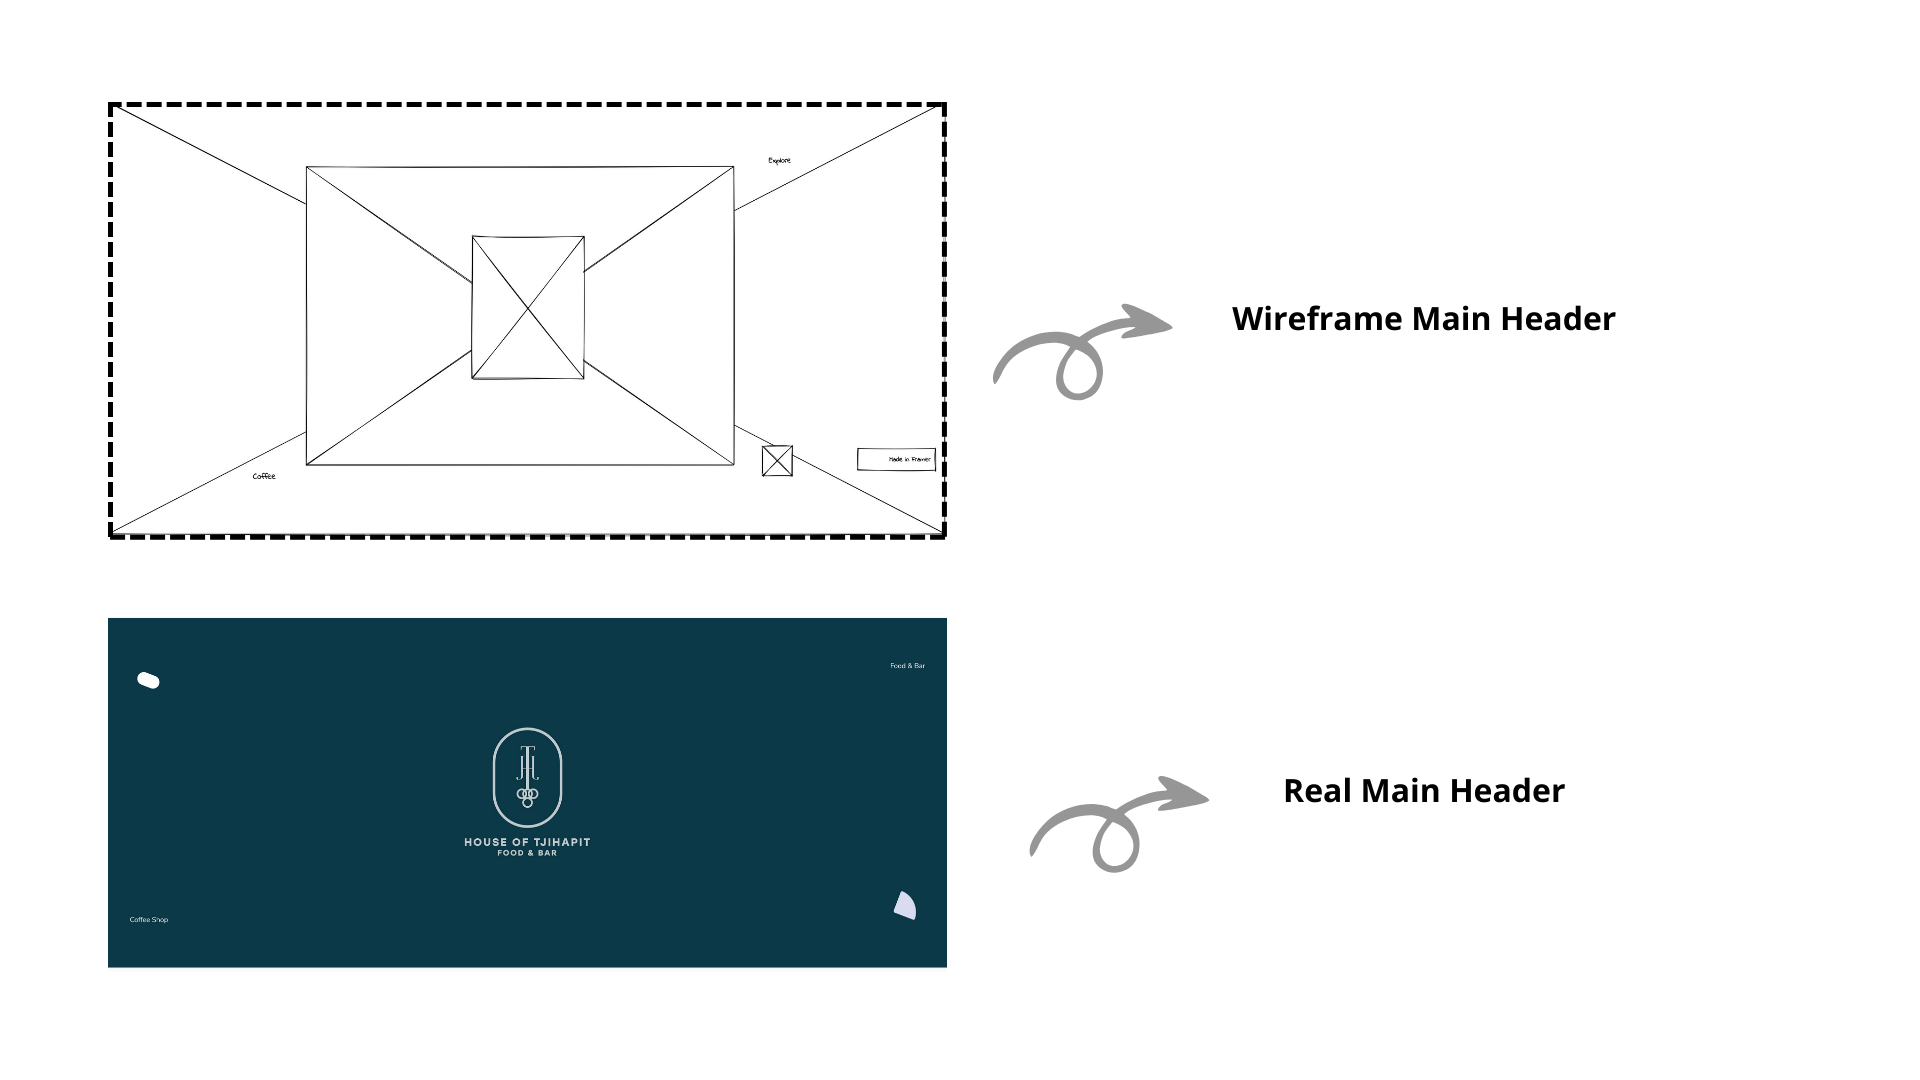 Explore
Wireframe Main Header
Made in Framer
Coffee
Food & Bar
HOUSE OF TJIHAPIT
FOOD & BAR
Real Main Header
Coffee Shop